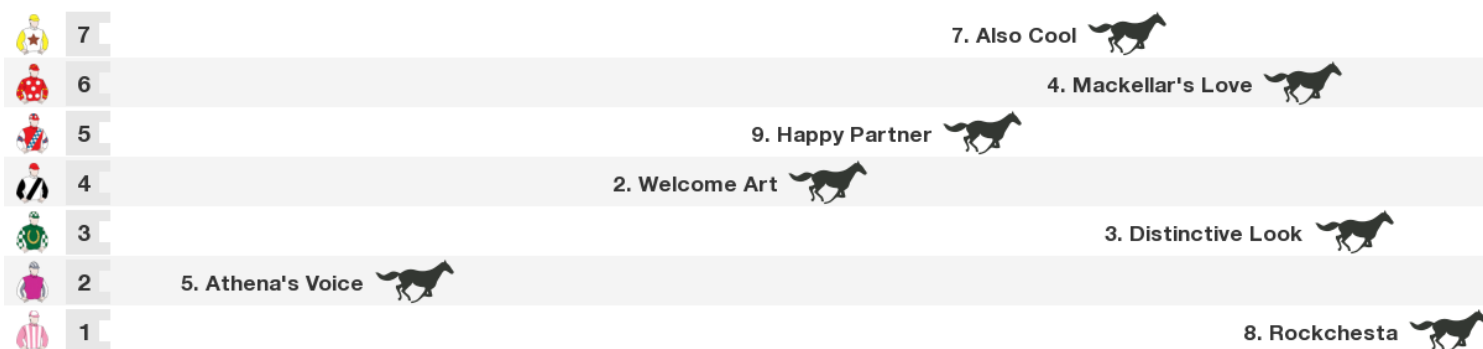 7 7. Also Cool
6 4. Mackellar's Love
5 9. Happy Partner
4 2. Welcome Art
3 3. Distinctive Look
2 5. Athena's Voice
1 8. Rockchesta